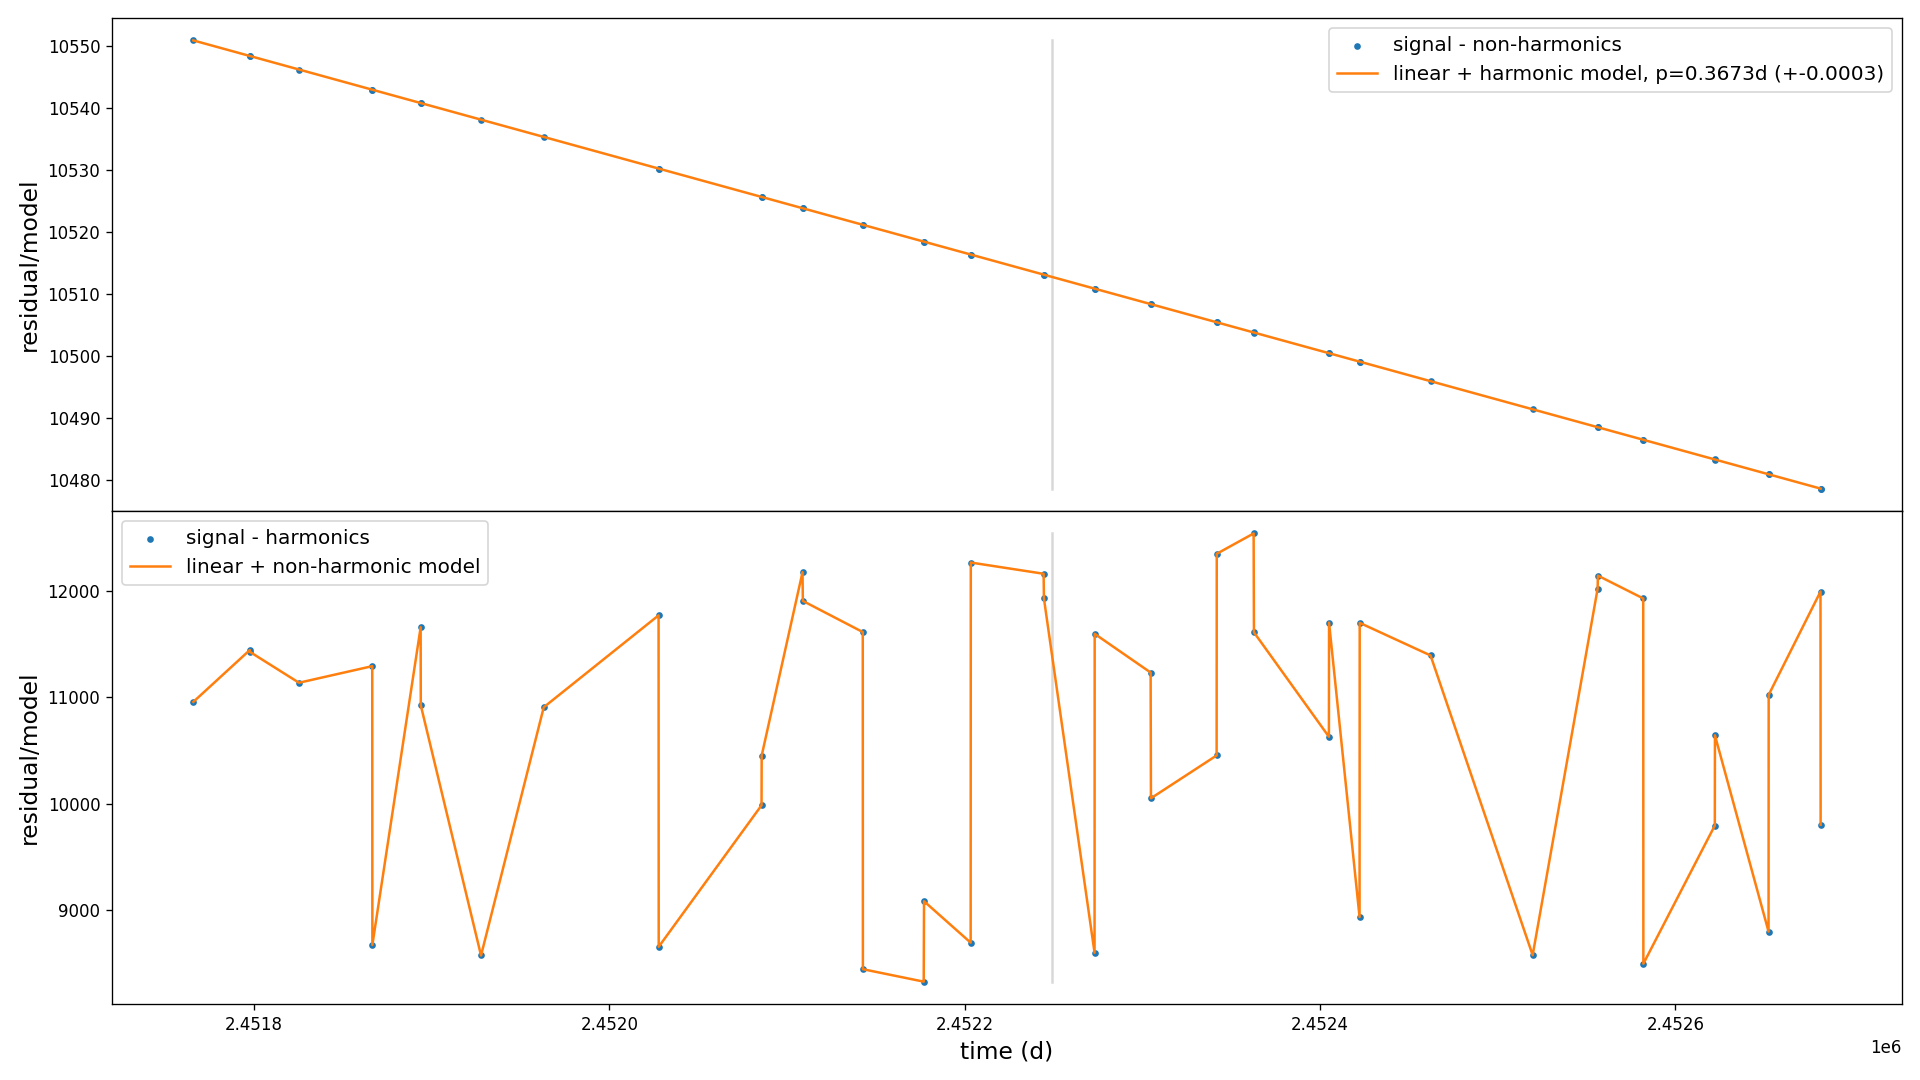 10550
10540
10530
10520
10510
10500
10490
10480
residual/model
signal - non-harmonics
linear + harmonic model, p=0.3673d (+-0.0003)
12000
11000
10000
9000
residual/model
signal - harmonics
linear + non-harmonic model
2.4518 2.4520 2.4522 2.4524 2.4526
1e6
time (d)